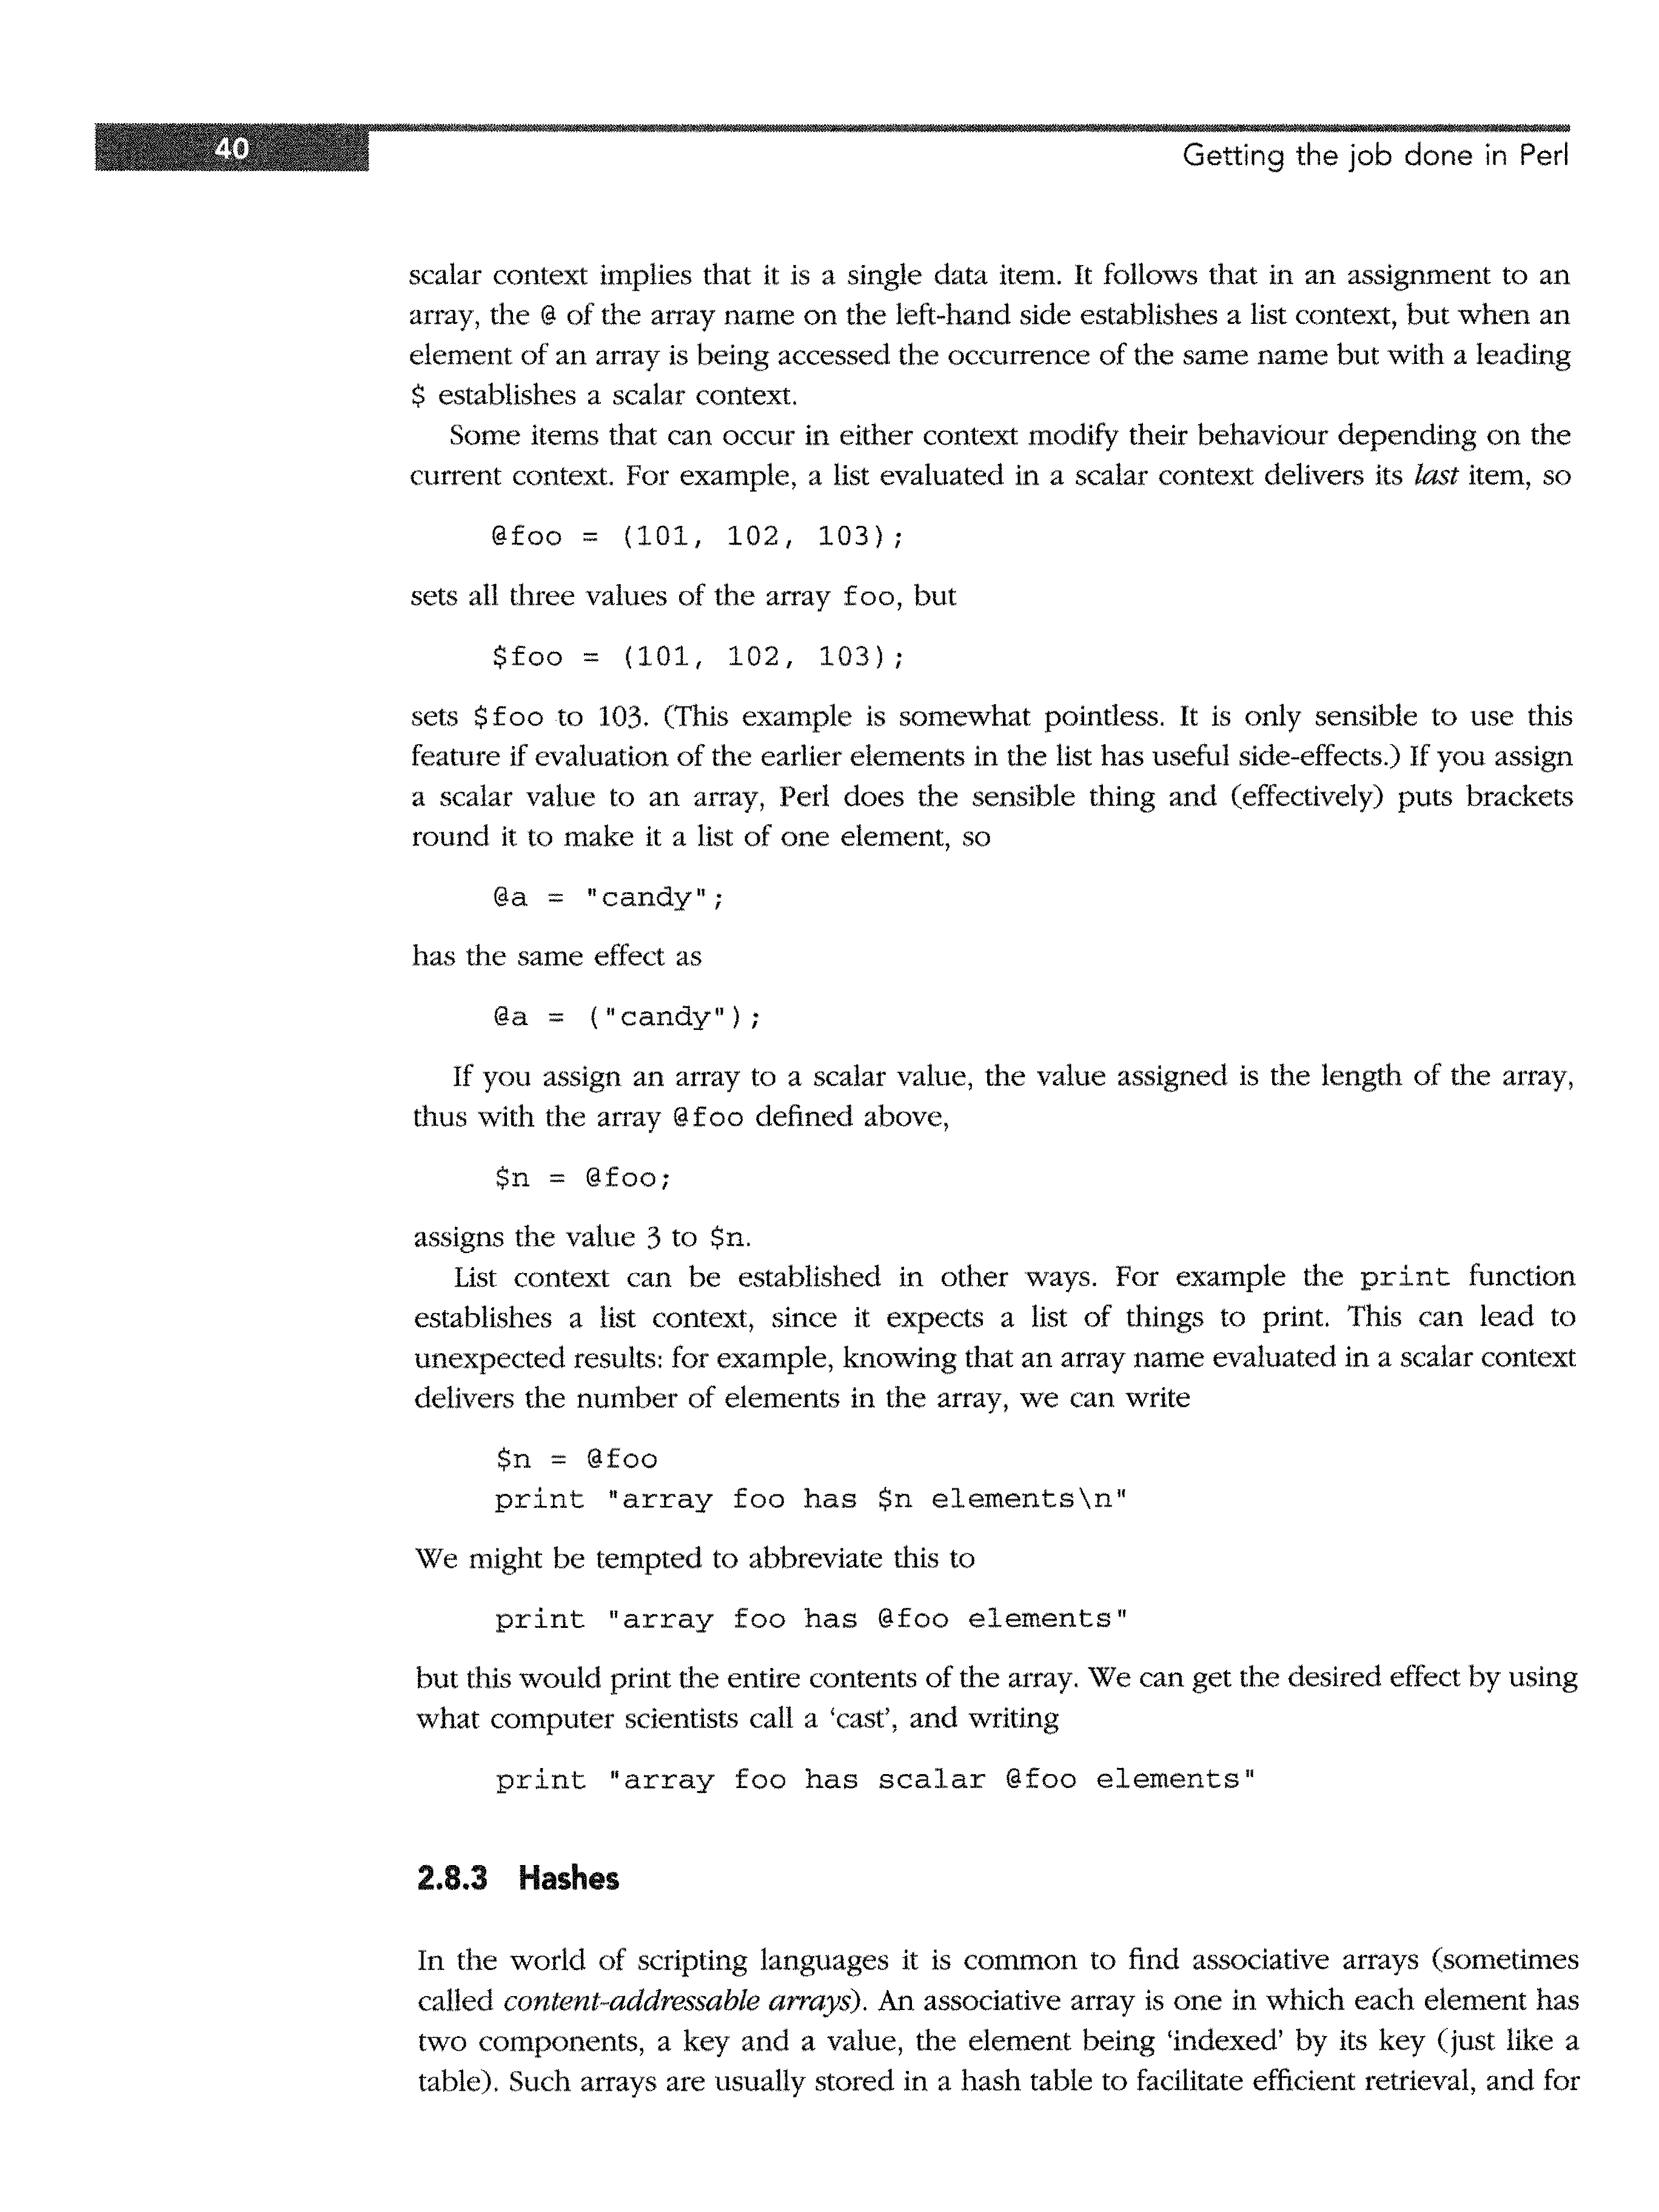 40
Getting the job done in Perl
scalar context implies that it is a single data item. It follows that in an assignment to an
array, the @ of the array name on the left-hand side establishes a list context, but when an
element of an array is being accessed the occurrence of the same name but with a leading
$ establishes a scalar context.
Some items that can occur in either context modify their behaviour depending on the
current context. For example, a list evaluated in a scalar context delivers its last item, so
@foo = (101, 102, 103);
sets all three values of the array foo, but
$foo = (101, 102, 103);
sets $foo to 103. (This example is somewhat pointless. It is only sensible to use this
feature if evaluation of the earlier elements in the list has useful side-effects.) If you assign
a scalar value to an array, Perl does the sensible thing and (effectively) puts brackets
round it to make it a list of one element, so
@a = "candy";
has the same effect as
@a = ("candy");
If you assign an array to a scalar value, the value assigned is the length of the array,
thus with the array @foo defined above,
$n = @foo;
assigns the value 3 to $n.
List context can be established in other ways. For example the print function
establishes a list context, since it expects a list of things to print. This can lead to
unexpected results: for example, knowing that an array name evaluated in a scalar context
delivers the number of elements in the array, we can write
$n = @foo
print "array foo has $n elements\n"
We might be tempted to abbreviate this to
print "array foo has @foo elements"
but this would print the entire contents of the array. We can get the desired effect by using
what computer scientists call a ‘cast’, and writing
print "array foo has scalar @foo elements"
2.8.3 Hashes
In the world of scripting languages it is common to find associative arrays (sometimes
called content-addressable arrays). An associative array is one in which each element has
two components, a key and a value, the element being ‘indexed’ by its key (just like a
table). Such arrays are usually stored in a hash table to facilitate efficient retrieval, and for